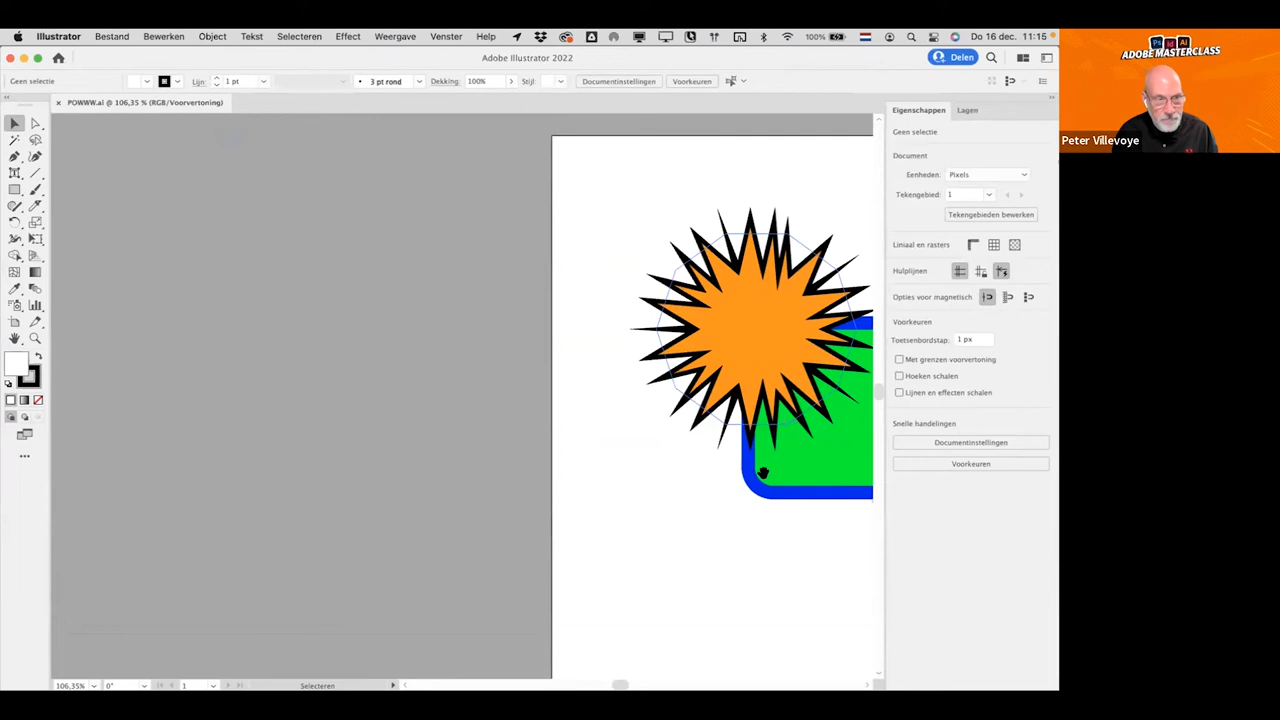 Illustrator Bestand Bewerken Object Tekst Selecteren Effect Weergave Venster Help 100% Do 16 dec. 11:15
Adobe Illustrator 2022 Delen
Geen selectie Lijn: 1 pt 3 pt rond Dekking: 100% Stijl: Documentinstellingen Voorkeuren
POWWW.ai @ 106,35 % (RGB/Voorvertoning)
Eigenschappen Lagen
Geen selectie
Document
Eenheden: Pixels
Tekengebied: 1
Tekengebieden bewerken
Liniaal en rasters
Hulplijnen
Opties voor magnetisch
Voorkeuren
Toetsenbordstap: 1 px
Met grenzen voorvertoning
Hoeken schalen
Lijnen en effecten schalen
Snelle handelingen
Documentinstellingen
Voorkeuren
106,35% 0° 1 Selecteren
Ps Id Ai
ADOBE MASTERCLASS
Peter Villevoye